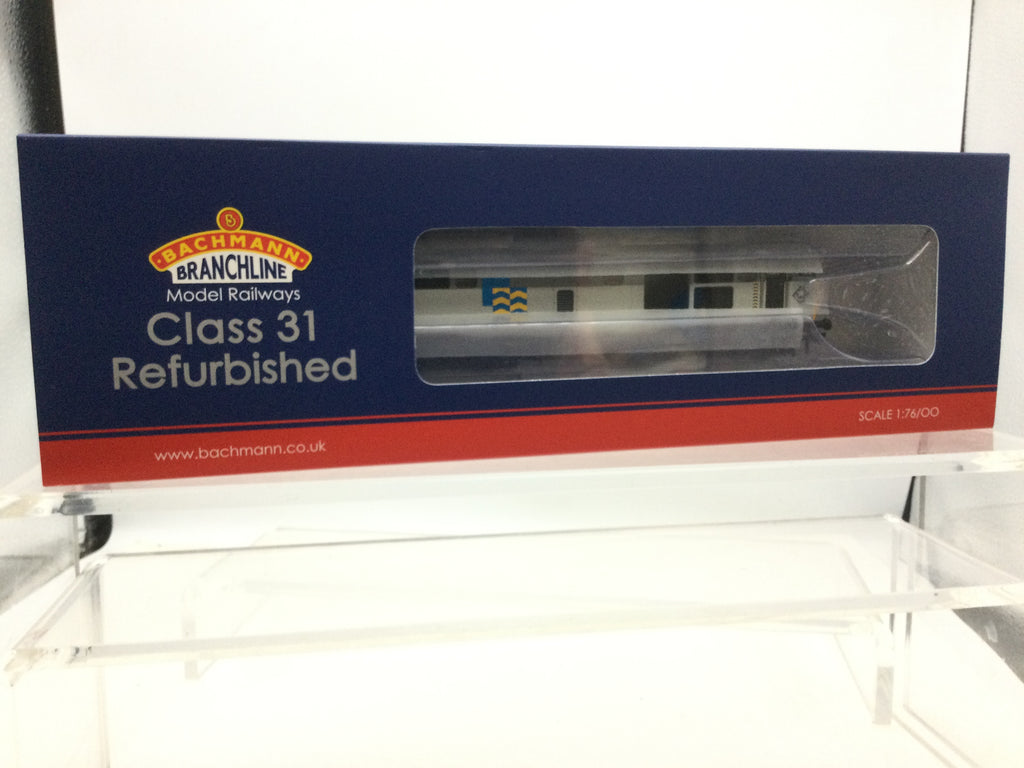 B
BACHMANN
BRANCHLINE
Model Railways
Class 31
Refurbished
www.bachmann.co.uk
SCALE 1:76/OO